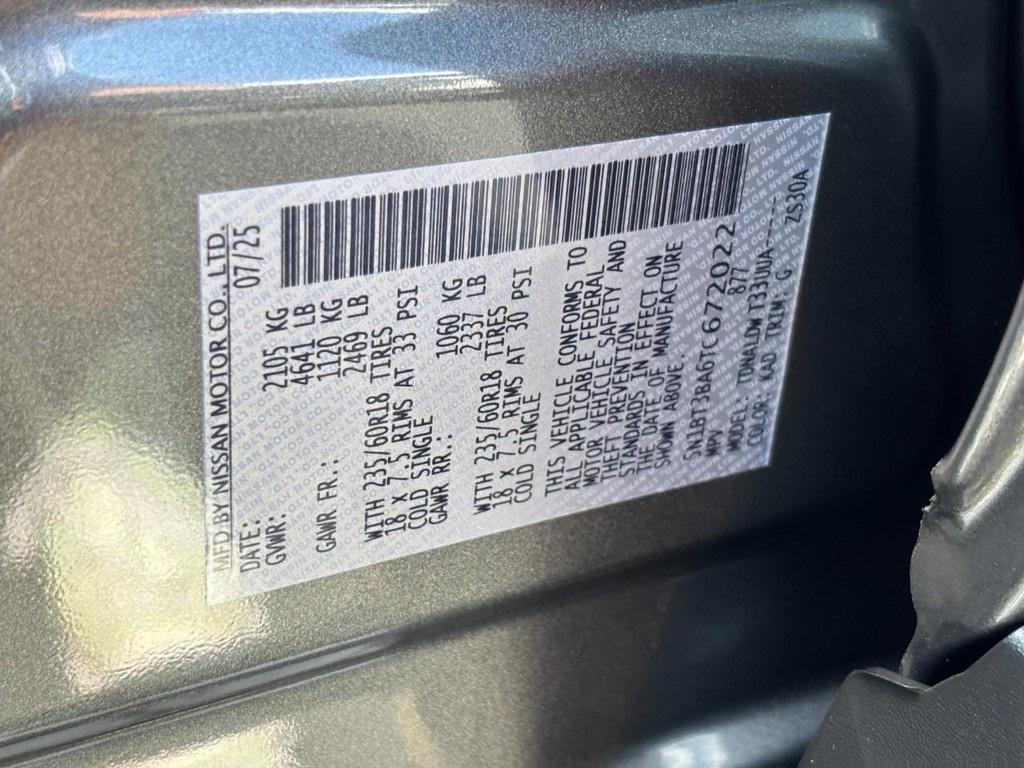 MFD BY NISSAN MOTOR CO., LTD.
DATE: 07/25
GVWR: 2105 KG
4641 LB
GAWR FR.: 1120 KG
2469 LB
WITH 235/60R18 TIRES
18 X 7.5 RIMS AT 33 PSI
COLD SINGLE
GAWR RR.: 1060 KG
2337 LB
WITH 235/60R18 TIRES
18 X 7.5 RIMS AT 30 PSI
COLD SINGLE
THIS VEHICLE CONFORMS TO
ALL APPLICABLE FEDERAL
MOTOR VEHICLE SAFETY AND
THEFT PREVENTION
STANDARDS IN EFFECT ON
THE DATE OF MANUFACTURE
SHOWN ABOVE.
5N1BT3BA6TC672022
MPV 877
MODEL: TDNALDW T33UUA-----
COLOR: KAD TRIM: G ZS30A